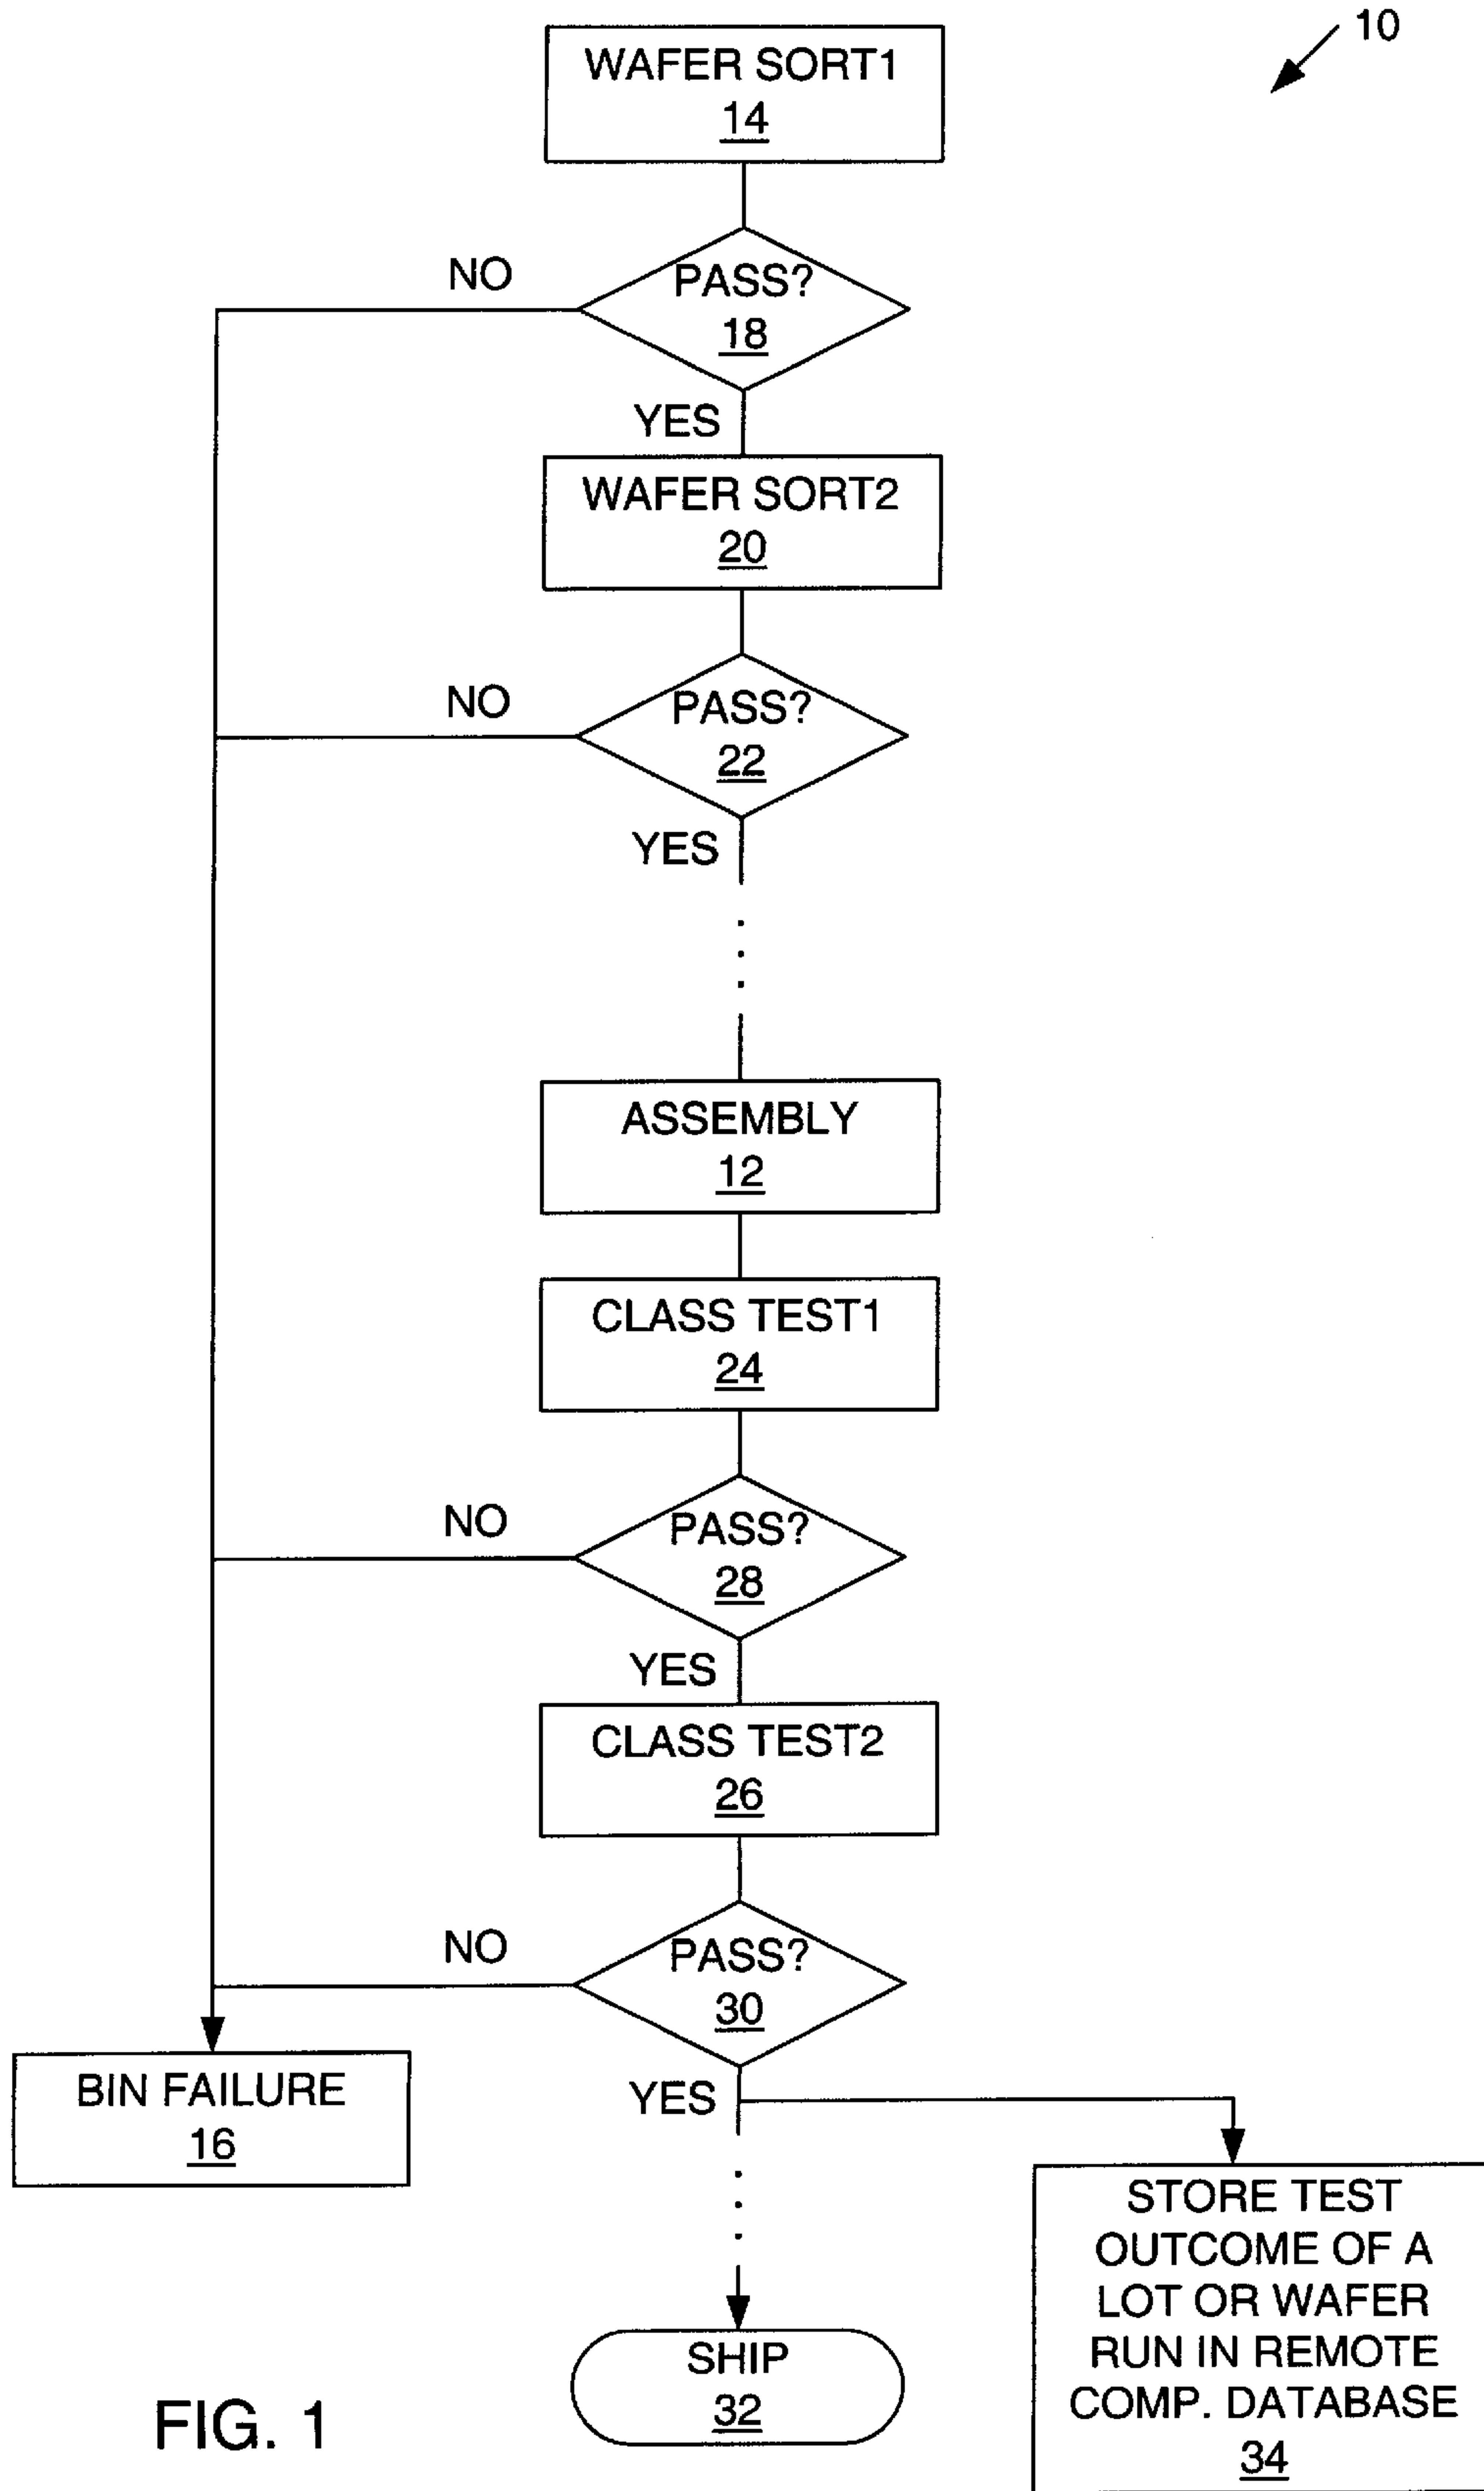 10
WAFER SORT1
14
NO
PASS?
18
YES
WAFER SORT2
20
NO
PASS?
22
YES
ASSEMBLY
12
CLASS TEST1
24
NO
PASS?
28
YES
CLASS TEST2
26
NO
PASS?
30
BIN FAILURE
16
YES
STORE TEST
OUTCOME OF A
LOT OR WAFER
RUN IN REMOTE
COMP. DATABASE
34
SHIP
32
FIG. 1